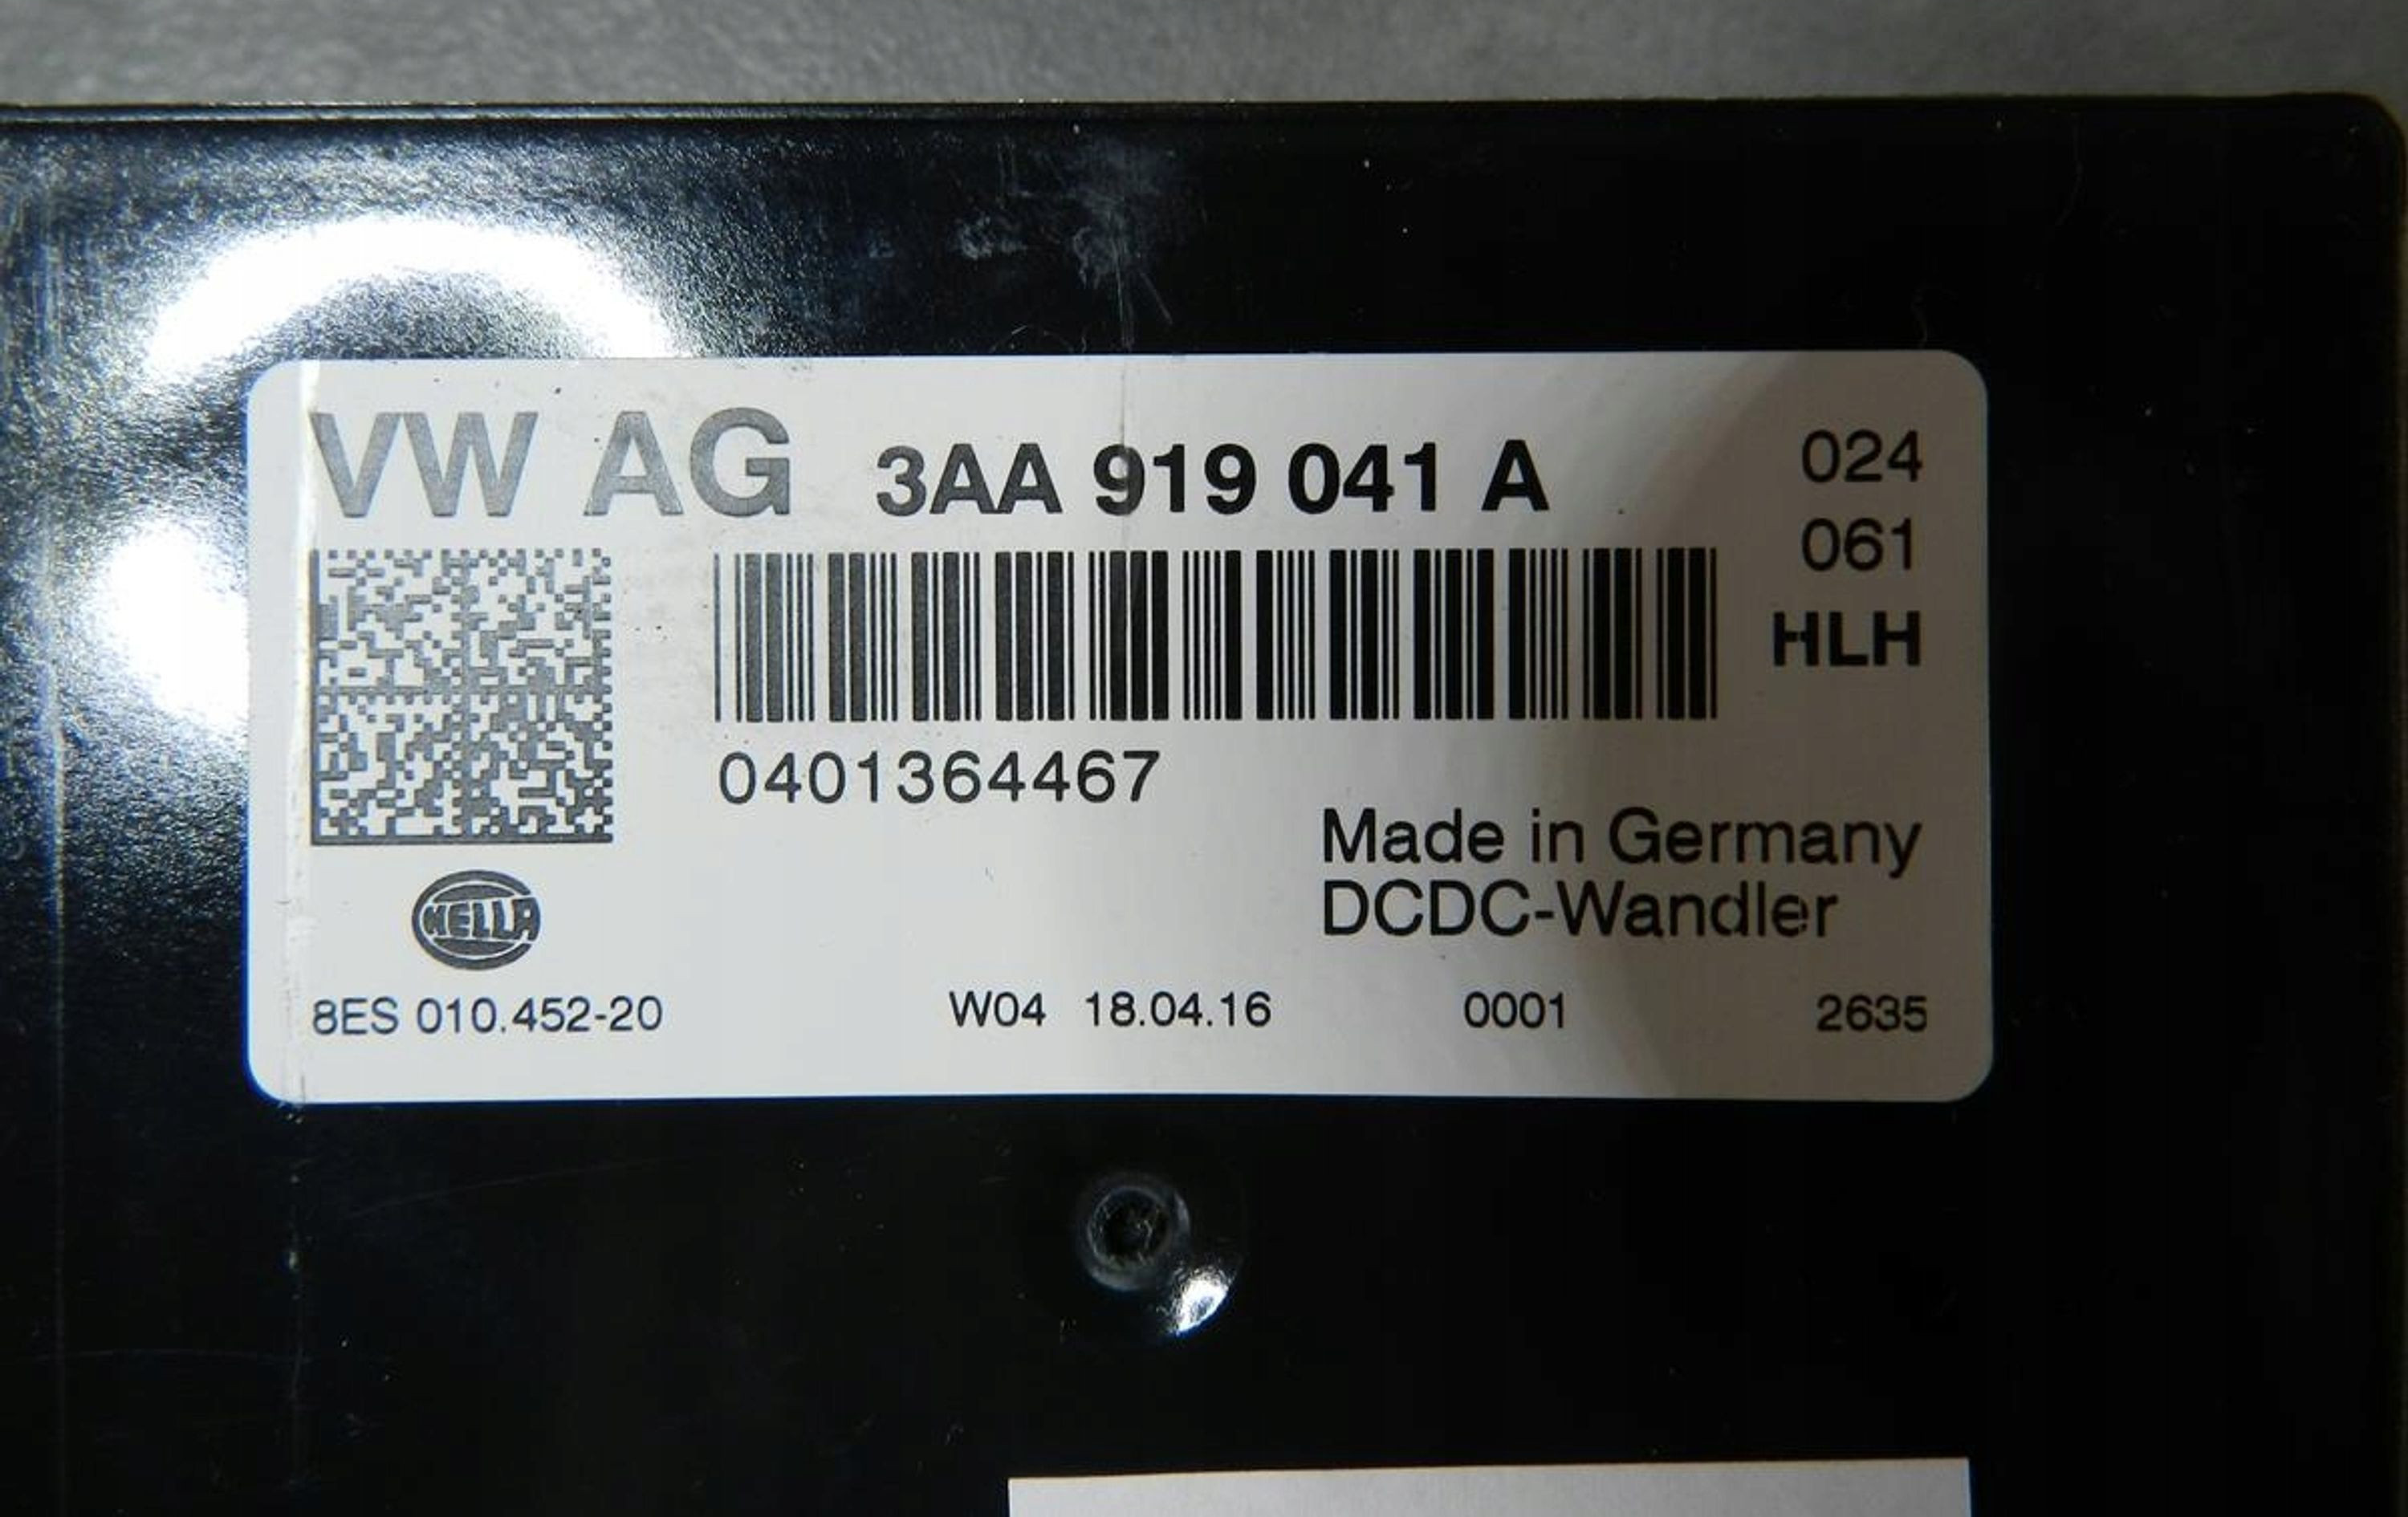 VW AG 3AA 919 041 A
024
061
HLH
0401364467
Made in Germany
DCDC-Wandler
HELLA
8ES 010.452-20 W04 18.04.16 0001 2635